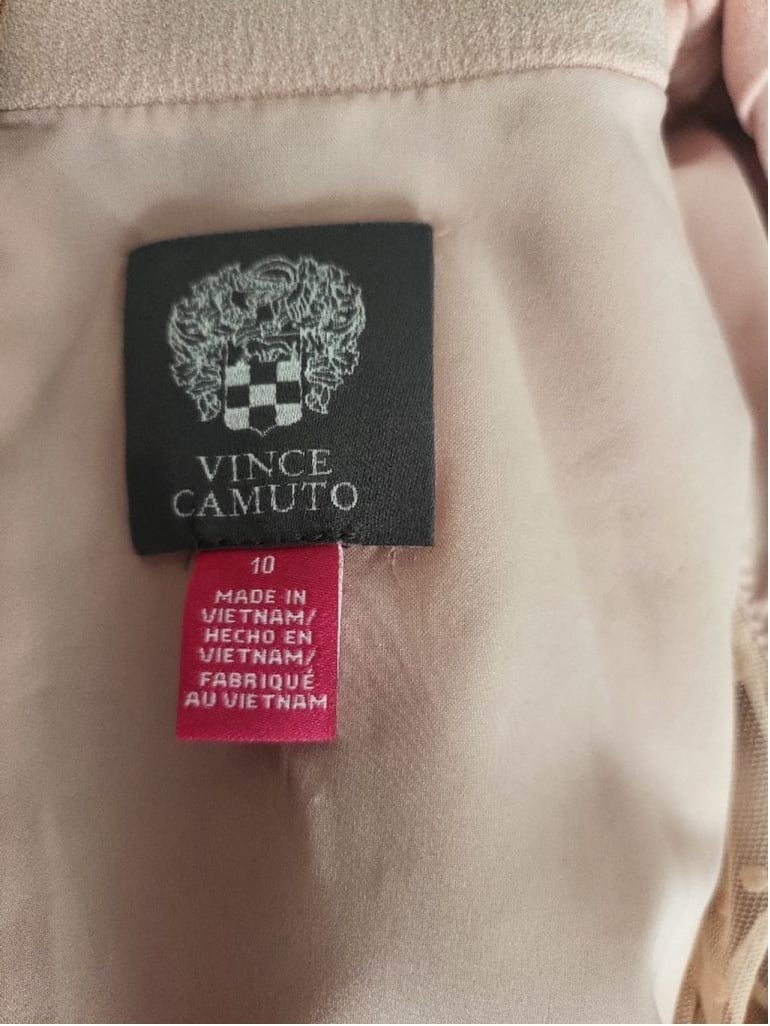 VINCE
CAMUTO
10
MADE IN
VIETNAM/
HECHO EN
VIETNAM/
FABRIQUÉ
AU VIETNAM